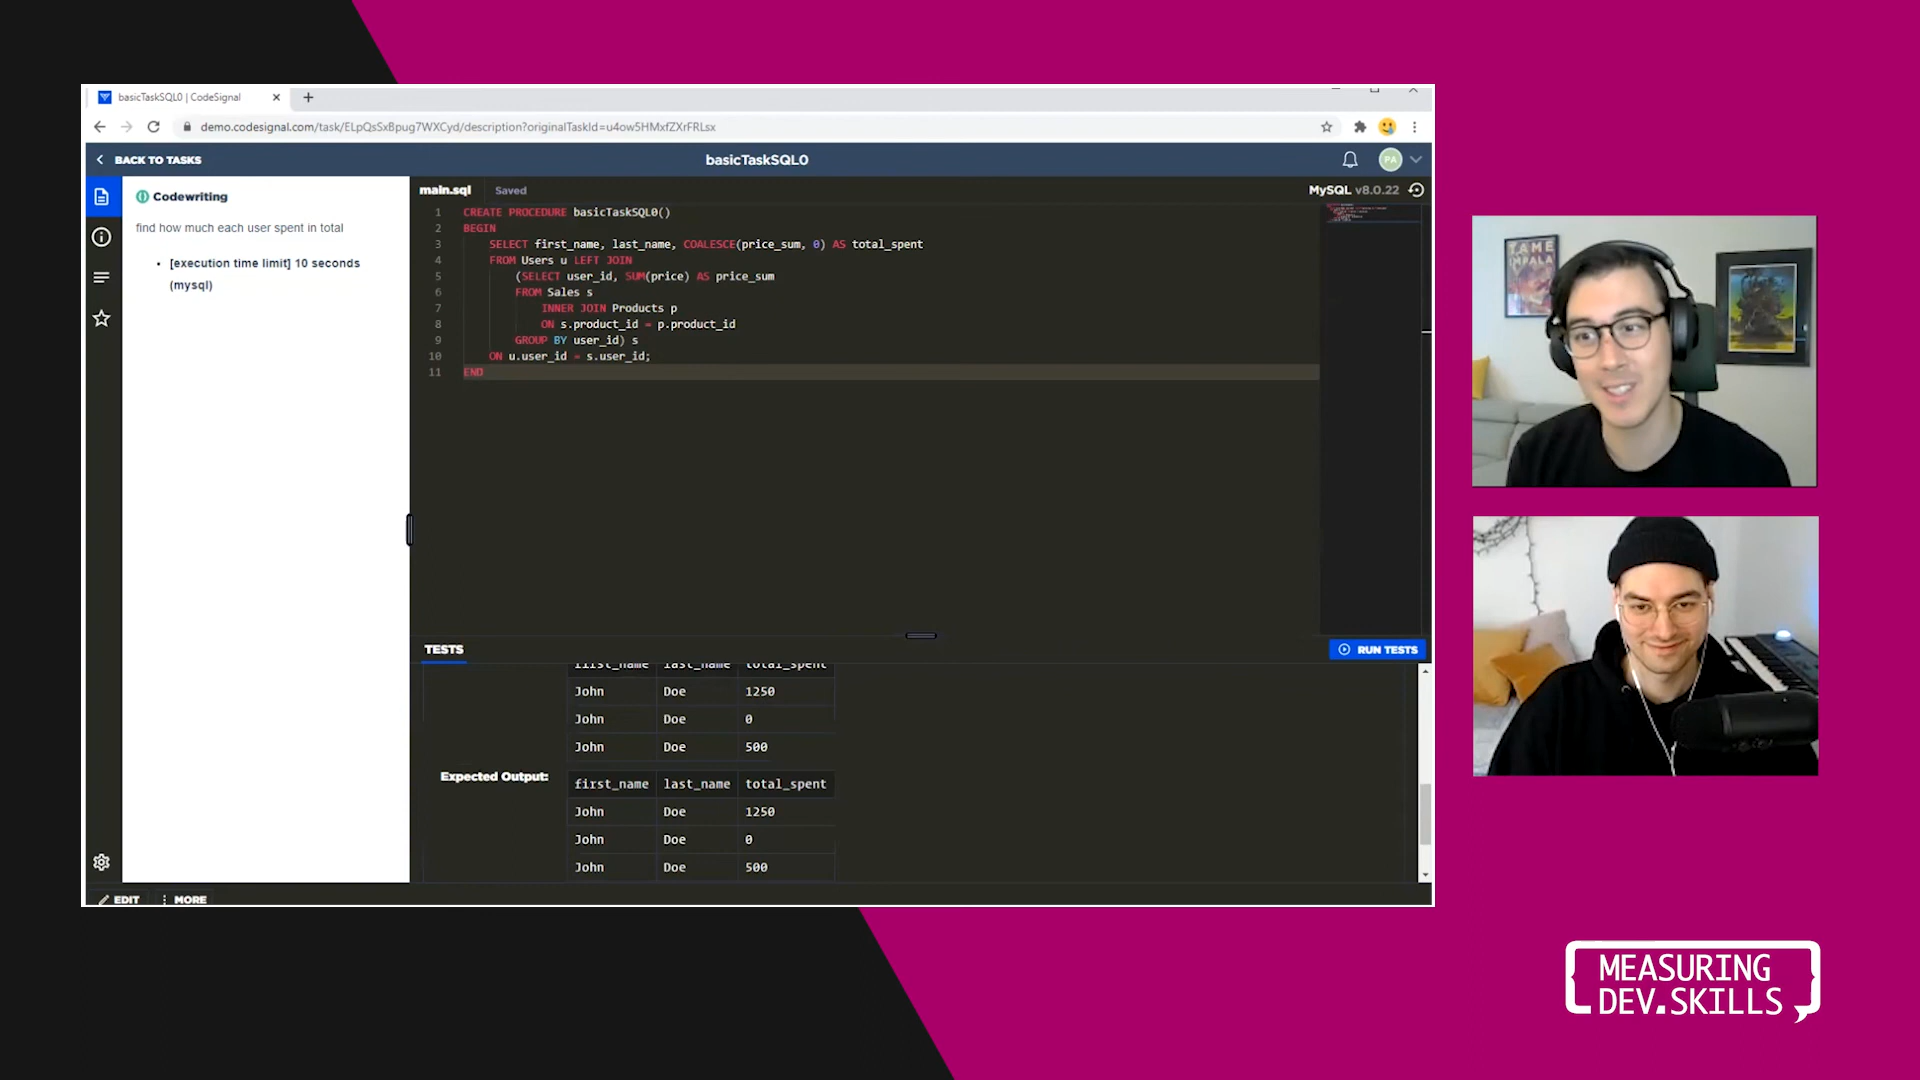 basicTaskSQL0 | CodeSignal
demo.codesignal.com/task/ELpQsSxBpug7WXCyd/description?originalTaskId=u4ow5HMxfZXrFRLsx
BACK TO TASKS
basicTaskSQL0
PA
Codewriting
find how much each user spent in total
• [execution time limit] 10 seconds
(mysql)
main.sql
Saved
MySQL v8.0.22
1 CREATE PROCEDURE basicTaskSQL0()
2 BEGIN
3 SELECT first_name, last_name, COALESCE(price_sum, 0) AS total_spent
4 FROM Users u LEFT JOIN
5 (SELECT user_id, SUM(price) AS price_sum
6 FROM Sales s
7 INNER JOIN Products p
8 ON s.product_id = p.product_id
9 GROUP BY user_id) s
10 ON u.user_id = s.user_id;
11 END
TESTS
RUN TESTS
first_name last_name total_spent
John Doe 1250
John Doe 0
John Doe 500
Expected Output:
first_name last_name total_spent
John Doe 1250
John Doe 0
John Doe 500
EDIT
MORE
TAME
IMPALA
MEASURING
DEV.SKILLS